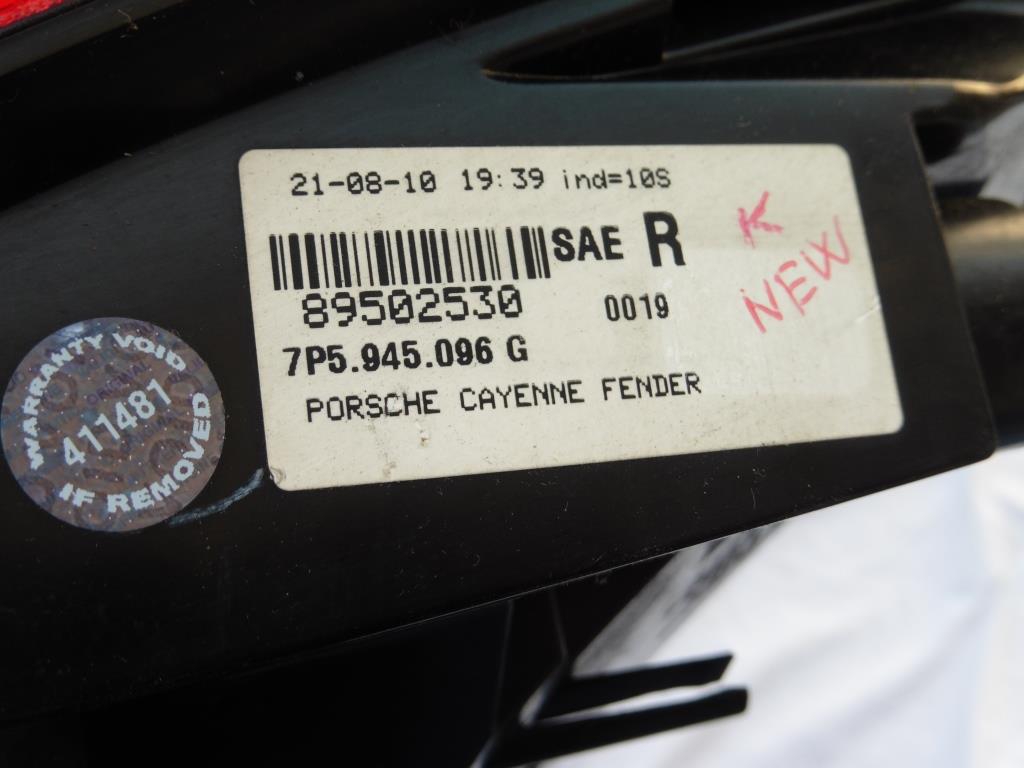 21-08-10 19:39 ind=10S
SAE R
89502530 0019
7P5.945.096 G
PORSCHE CAYENNE FENDER
K
NEW
WARRANTY VOID
ORIGINAL
411481
IF REMOVED